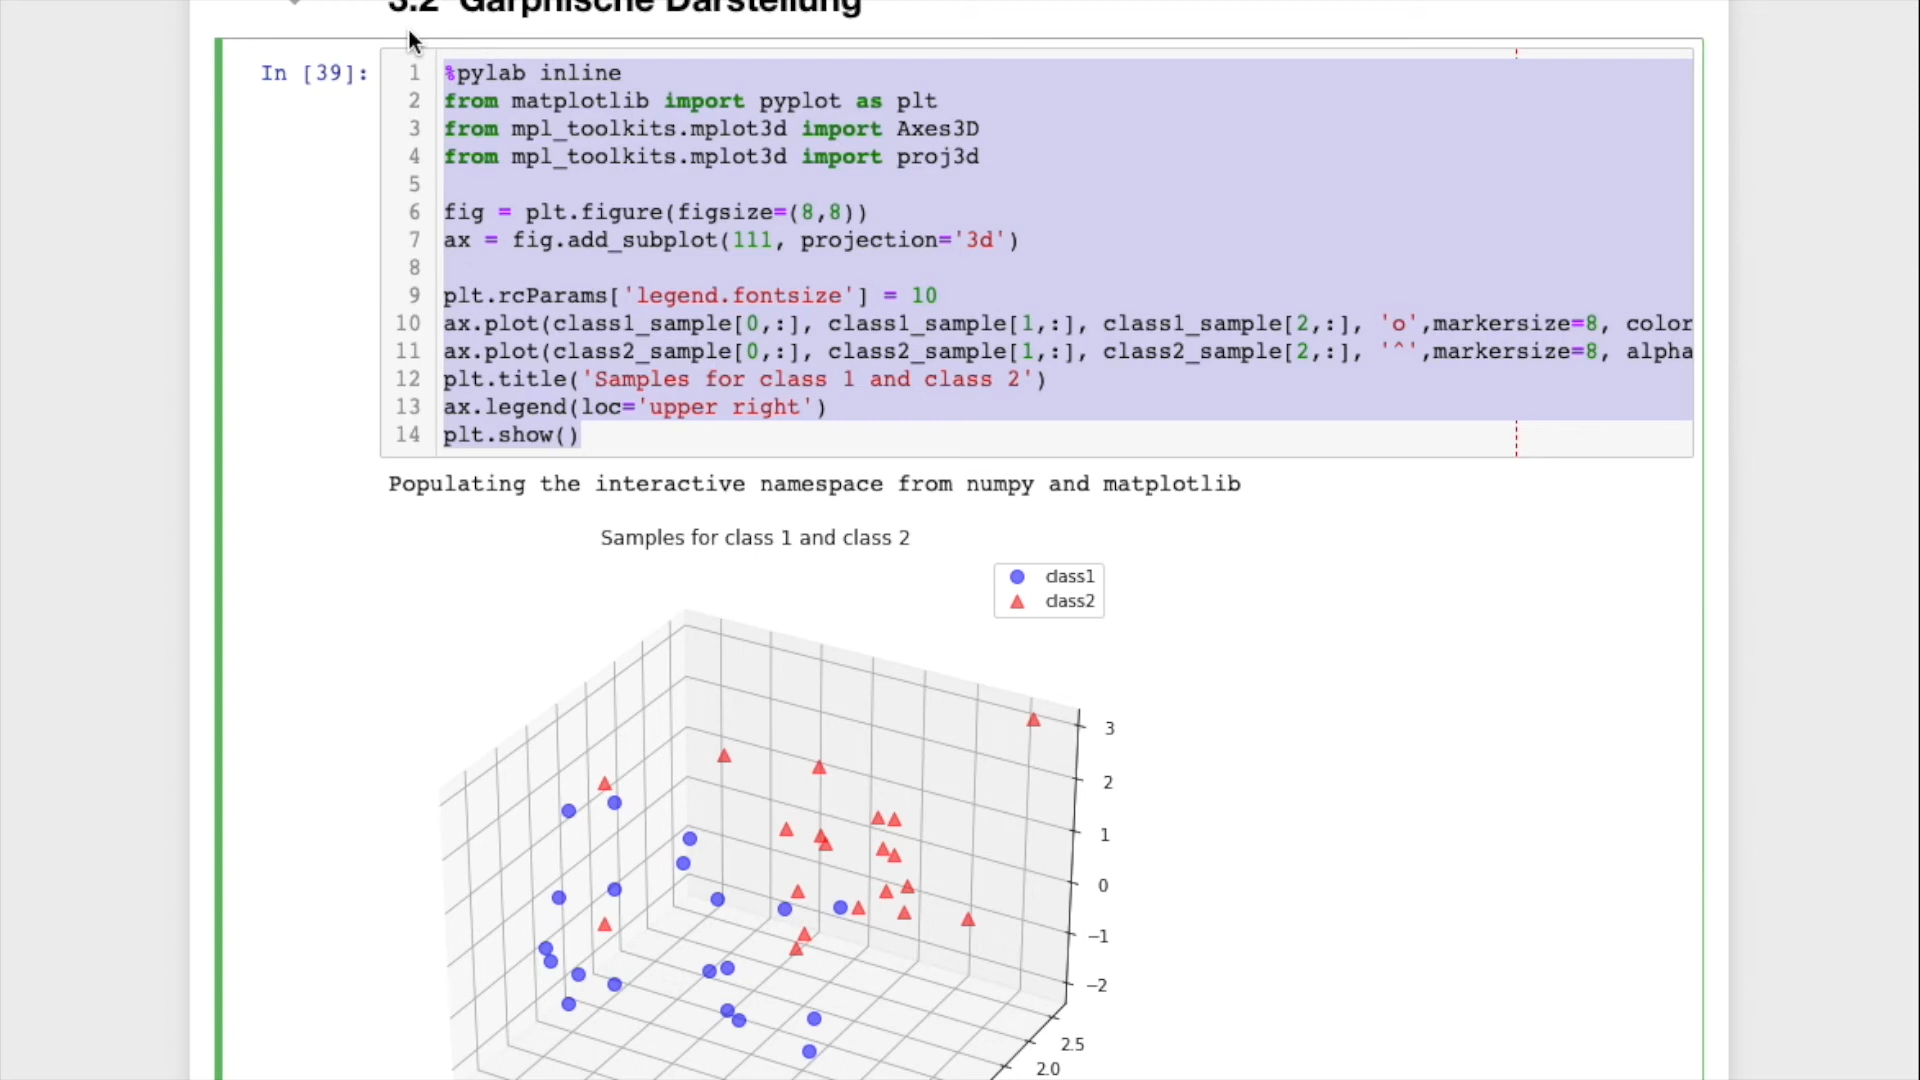 3.2 Garphische Darstellung
In [39]:
1 %pylab inline
2 from matplotlib import pyplot as plt
3 from mpl_toolkits.mplot3d import Axes3D
4 from mpl_toolkits.mplot3d import proj3d
5
6 fig = plt.figure(figsize=(8,8))
7 ax = fig.add_subplot(111, projection='3d')
8
9 plt.rcParams['legend.fontsize'] = 10
10 ax.plot(class1_sample[0,:], class1_sample[1,:], class1_sample[2,:], 'o',markersize=8, color
11 ax.plot(class2_sample[0,:], class2_sample[1,:], class2_sample[2,:], '^',markersize=8, alpha
12 plt.title('Samples for class 1 and class 2')
13 ax.legend(loc='upper right')
14 plt.show()
Populating the interactive namespace from numpy and matplotlib
Samples for class 1 and class 2
class1
class2
3
2
1
0
−1
−2
2.5
2.0